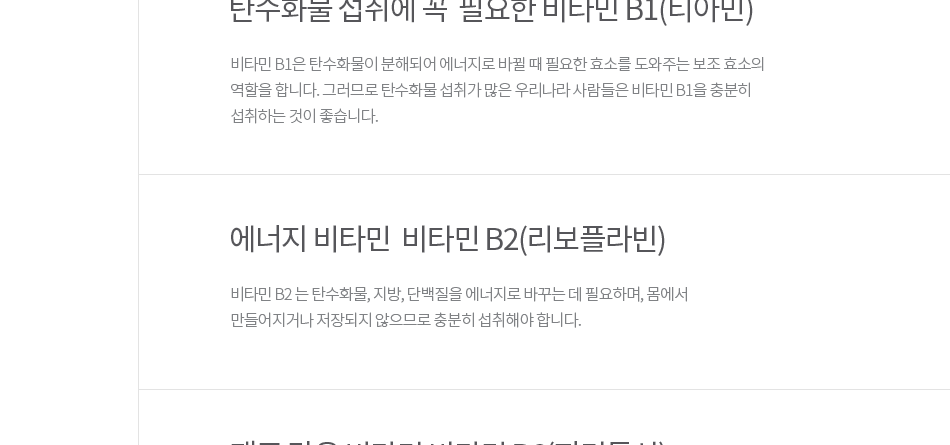 탄수화물 섭취에 꼭 필요한 비타민 B1(티아민)
비타민 B1은 탄수화물이 분해되어 에너지로 바뀔 때 필요한 효소를 도와주는 보조 효소의
역할을 합니다. 그러므로 탄수화물 섭취가 많은 우리나라 사람들은 비타민 B1을 충분히
섭취하는 것이 좋습니다.
에너지 비타민 비타민 B2(리보플라빈)
비타민 B2 는 탄수화물, 지방, 단백질을 에너지로 바꾸는 데 필요하며, 몸에서
만들어지거나 저장되지 않으므로 충분히 섭취해야 합니다.